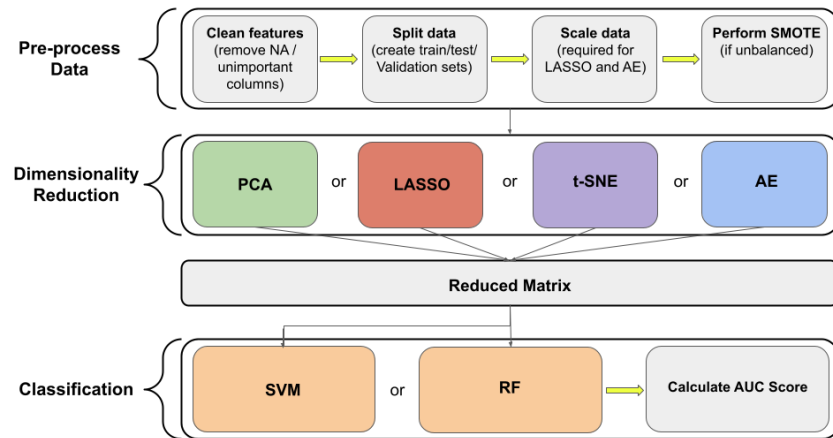 Pre-process
Data
Clean features
(remove NA /
unimportant
columns)
Split data
(create train/test/
Validation sets)
Scale data
(required for
LASSO and AE)
Perform SMOTE
(if unbalanced)
Dimensionality
Reduction
PCA
or
LASSO
or
t-SNE
or
AE
Reduced Matrix
Classification
SVM
or
RF
Calculate AUC Score